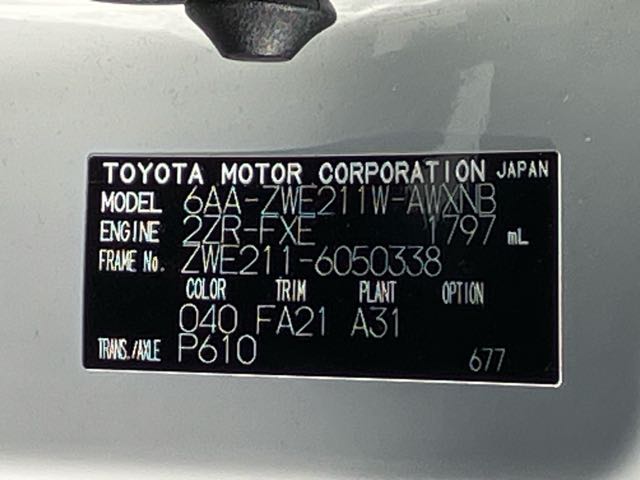 TOYOTA MOTOR CORPORATION JAPAN
MODEL 6AA-ZWE211W-AWXNB
ENGINE 2ZR-FXE 1797 mL
FRAME No. ZWE211-6050338
COLOR TRIM PLANT OPTION
040 FA21 A31
TRANS./AXLE P610 677